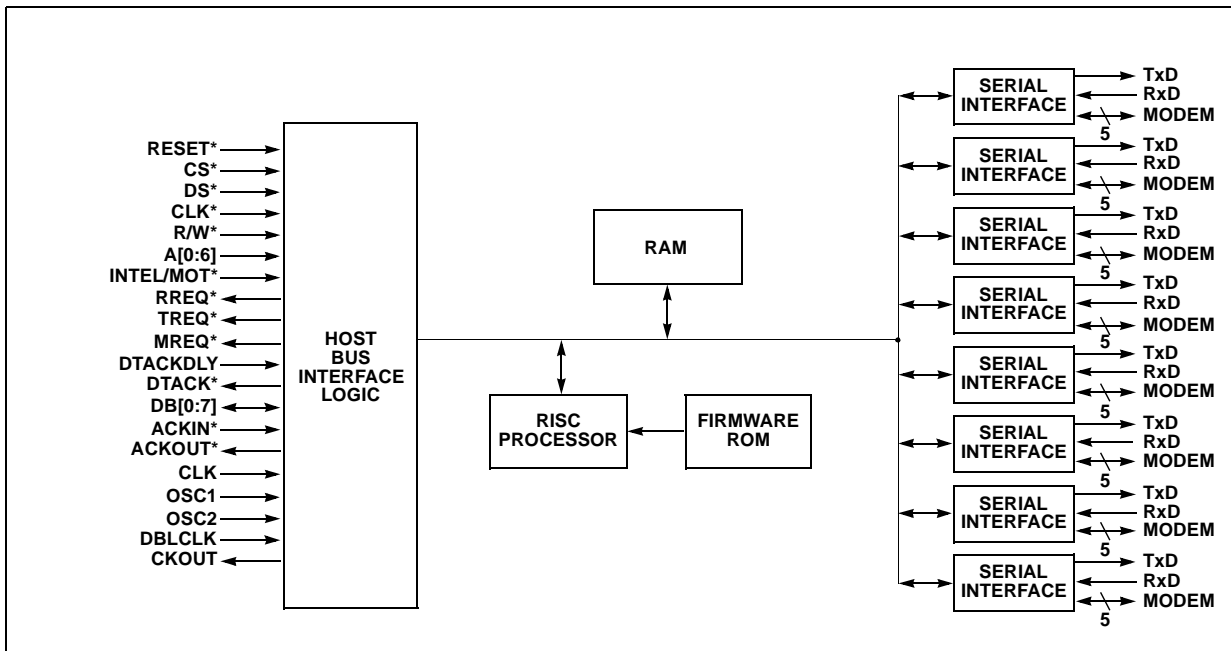 RESET*
CS*
DS*
CLK*
R/W*
A[0:6]
INTEL/MOT*
RREQ*
TREQ*
MREQ*
DTACKDLY
DTACK*
DB[0:7]
ACKIN*
ACKOUT*
CLK
OSC1
OSC2
DBLCLK
CKOUT
HOST
BUS
INTERFACE
LOGIC
RAM
RISC
PROCESSOR
FIRMWARE
ROM
SERIAL
INTERFACE
TxD
RxD
MODEM
5
SERIAL
INTERFACE
TxD
RxD
MODEM
5
SERIAL
INTERFACE
TxD
RxD
MODEM
5
SERIAL
INTERFACE
TxD
RxD
MODEM
5
SERIAL
INTERFACE
TxD
RxD
MODEM
5
SERIAL
INTERFACE
TxD
RxD
MODEM
5
SERIAL
INTERFACE
TxD
RxD
MODEM
5
SERIAL
INTERFACE
TxD
RxD
MODEM
5